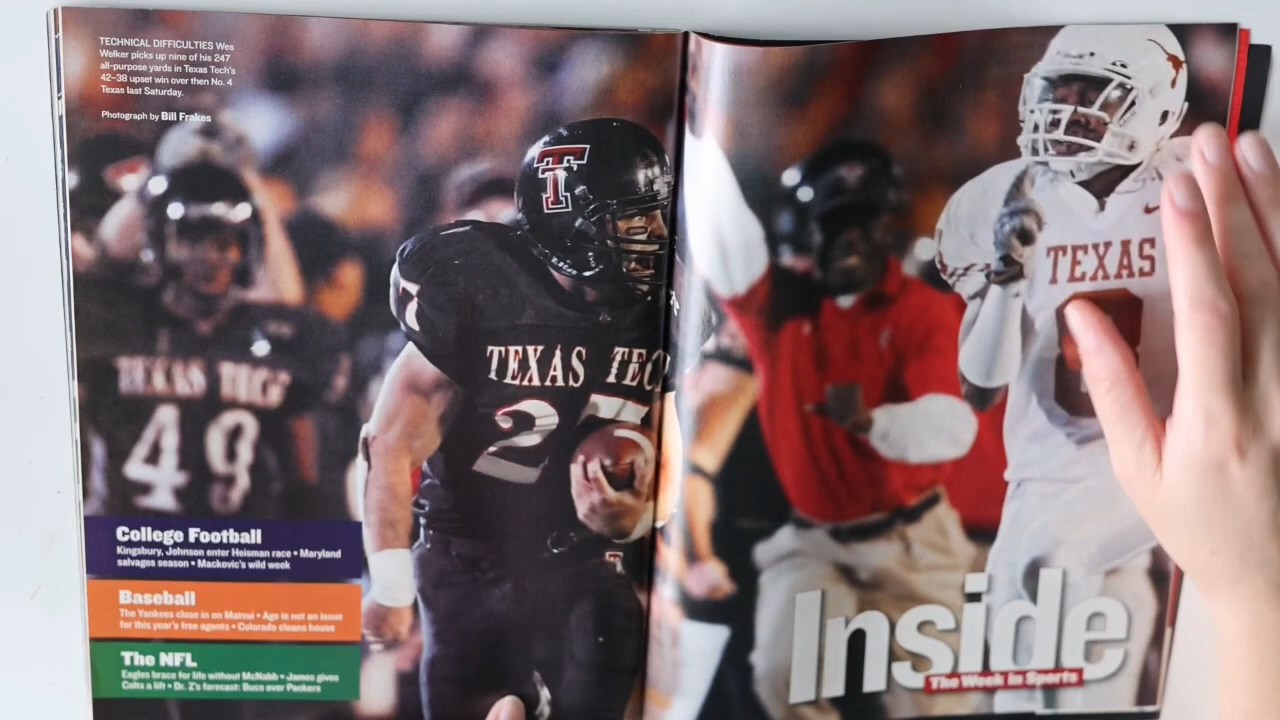 TECHNICAL DIFFICULTIES Wes
Welker picks up nine of his 247
all-purpose yards in Texas Tech's
42–38 upset win over then No. 4
Texas last Saturday.
Photograph by Bill Frakes
T
TEXAS TECH
49
7
TEXAS TEC
27
TEXAS
College Football
Kingsbury, Johnson enter Heisman race • Maryland
salvages season • Mackovic's wild week
Baseball
The Yankees close in on Matsui • Age is not an issue
for this year's free agents • Colorado cleans house
The NFL
Eagles brace for life without McNabb • James gives
Colts a lift • Dr. Z's forecast: Bucs over Packers
Inside
The Week in Sports